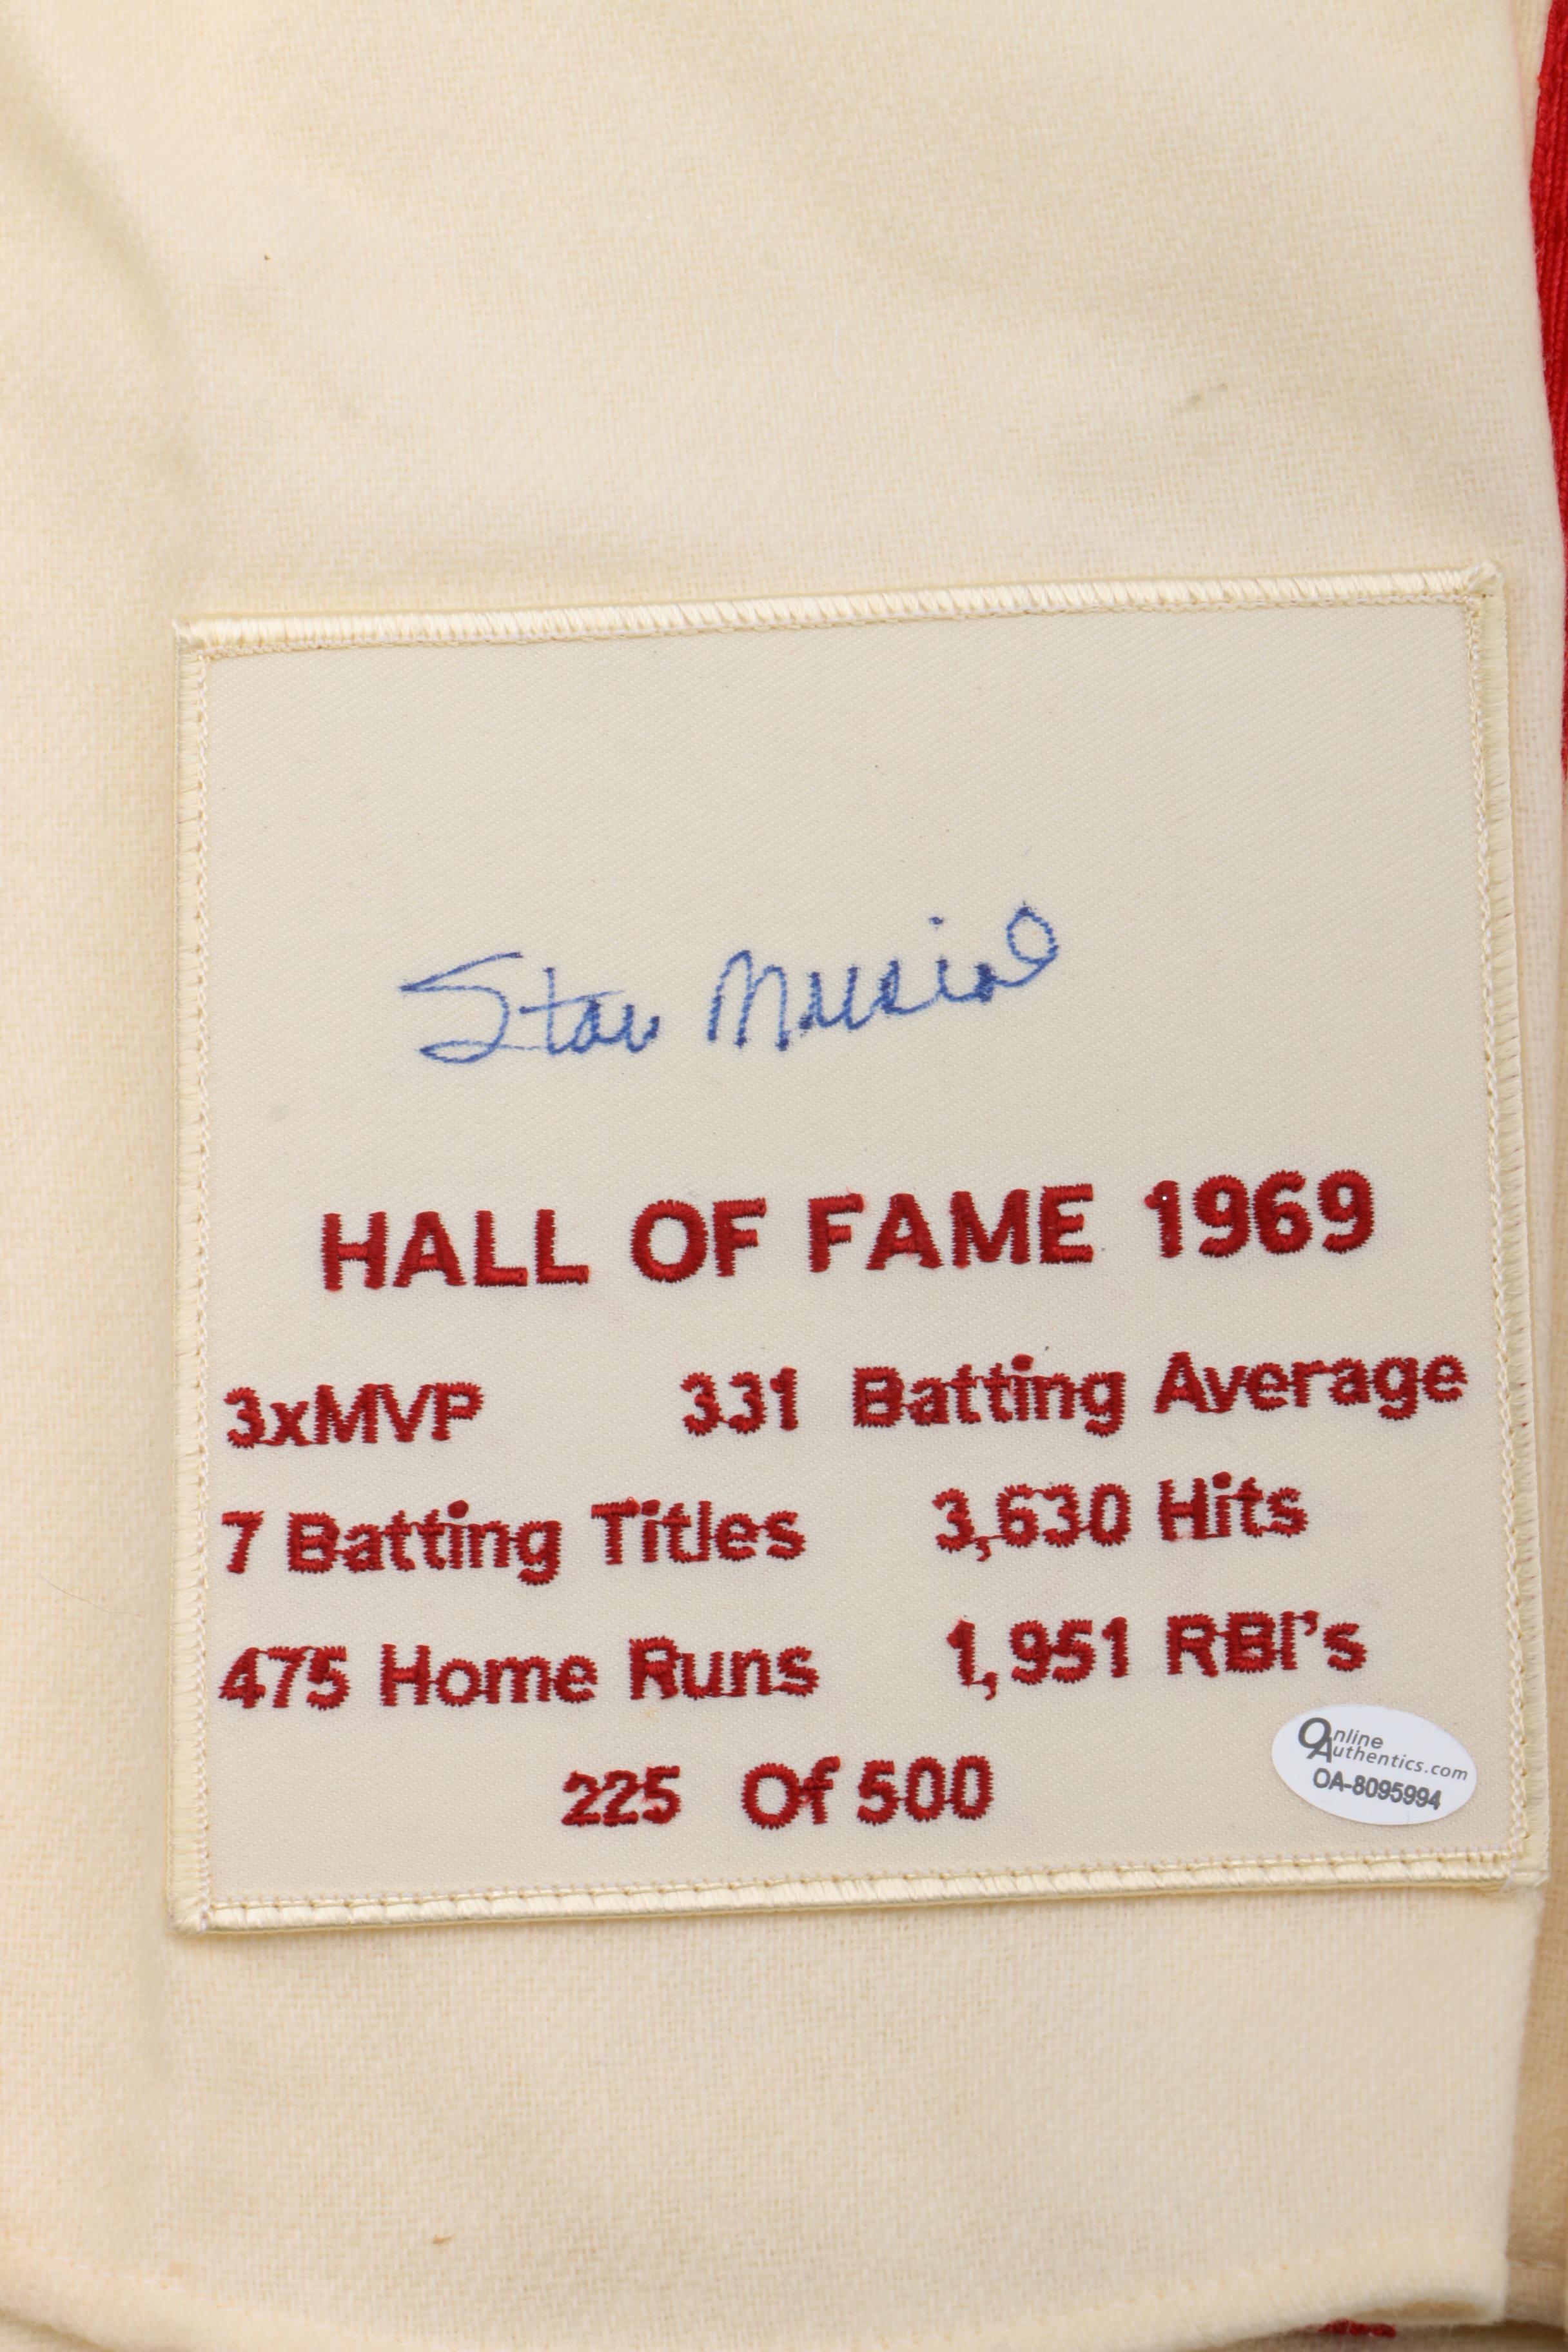 Stan Musial
HALL OF FAME 1969
3xMVP 331 Batting Average
7 Batting Titles 3,630 Hits
475 Home Runs 1,951 RBI's
225 Of 500
Online
Authentics.com
OA-8095994